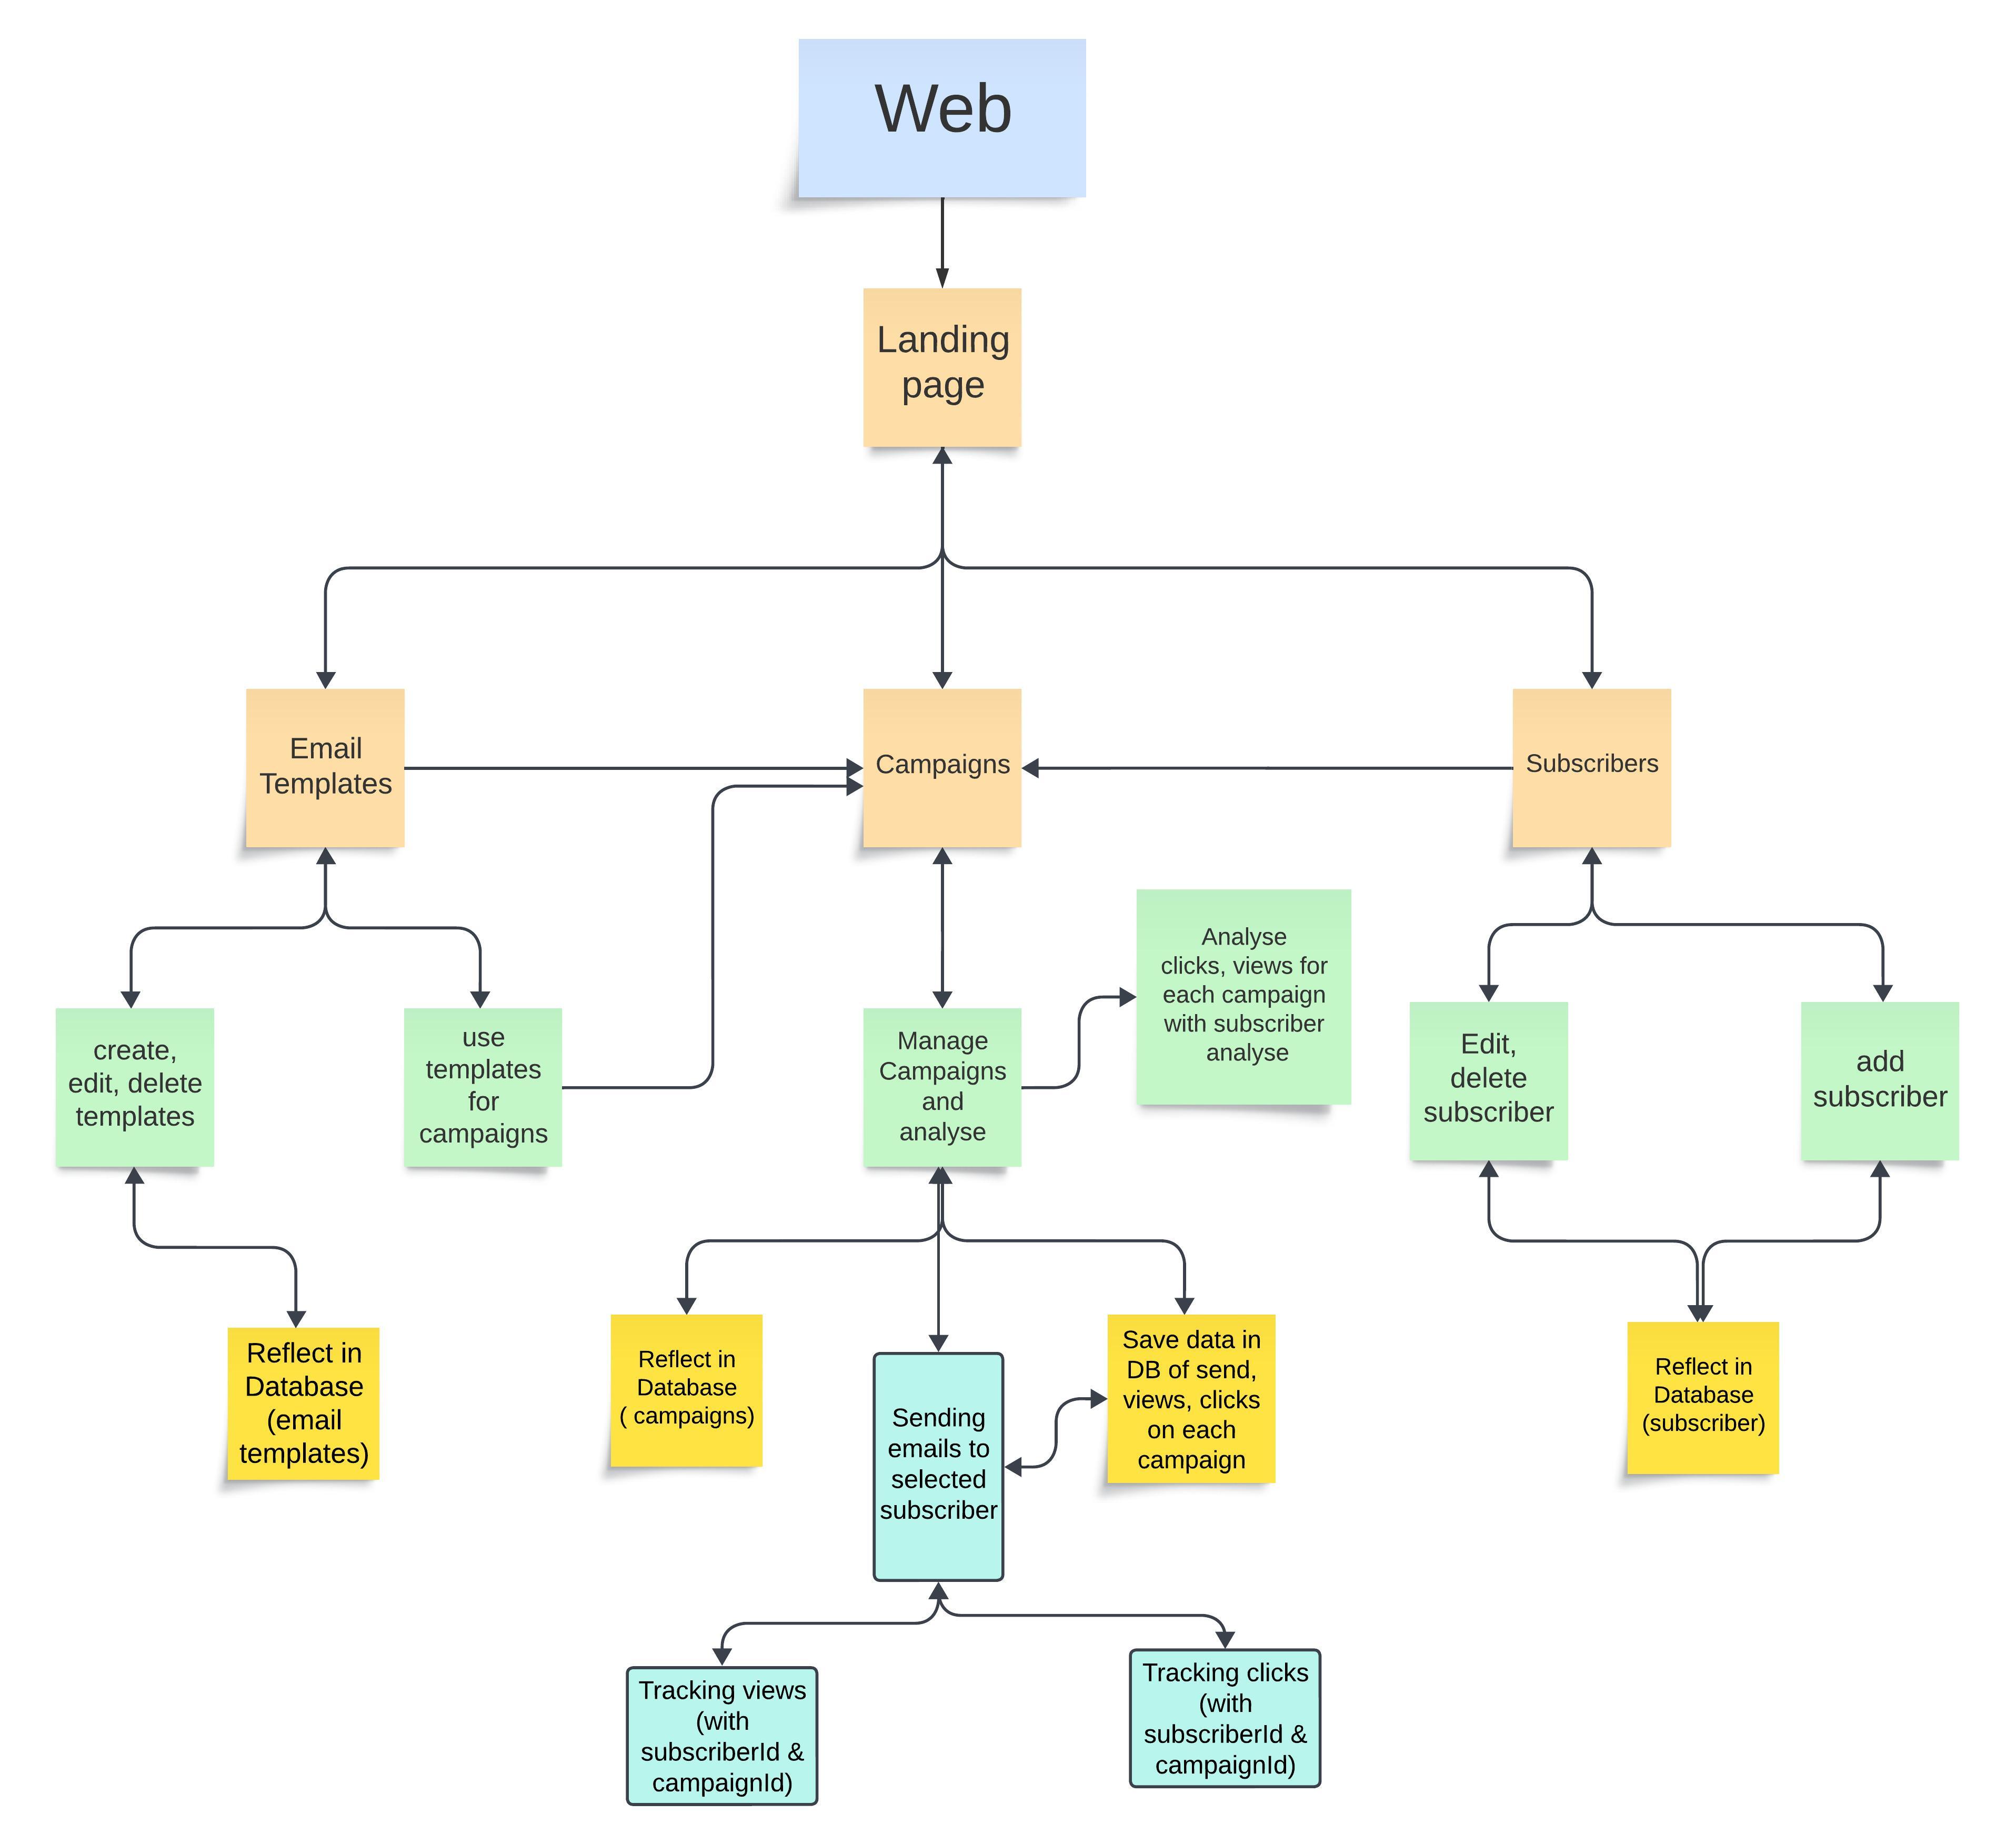 Web
Landing
page
Email
Templates
Campaigns
Subscribers
Analyse
clicks, views for
each campaign
with subscriber
analyse
create,
edit, delete
templates
use
templates
for
campaigns
Manage
Campaigns
and
analyse
Edit,
delete
subscriber
add
subscriber
Reflect in
Database
(email
templates)
Reflect in
Database
( campaigns)
Sending
emails to
selected
subscriber
Save data in
DB of send,
views, clicks
on each
campaign
Reflect in
Database
(subscriber)
Tracking views
(with
subscriberId &
campaignId)
Tracking clicks
(with
subscriberId &
campaignId)